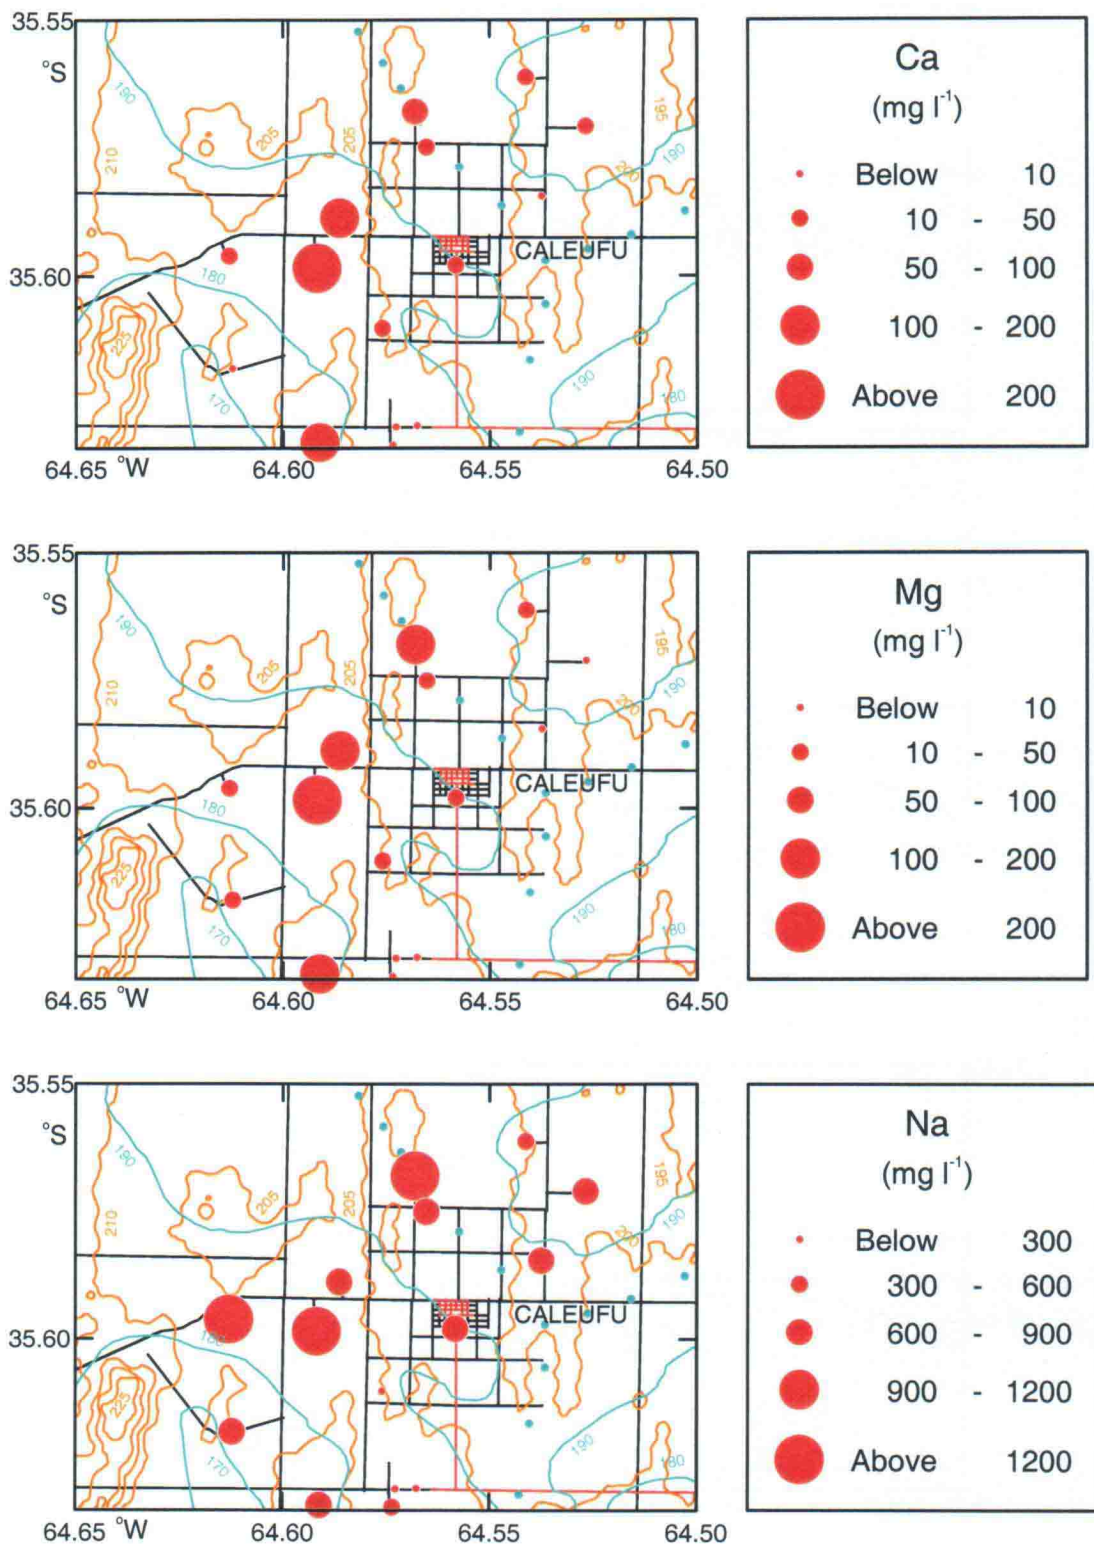 35.55
°S
35.60
64.65 °W
64.60
64.55
64.50
190
210
205
205
195
200
190
180
CALEUFU
225
170
190
180
Ca
(mg l⁻¹)
Below 10
10 - 50
50 - 100
100 - 200
Above 200
35.55
°S
35.60
64.65 °W
64.60
64.55
64.50
190
210
205
205
195
200
190
180
CALEUFU
225
170
190
180
Mg
(mg l⁻¹)
Below 10
10 - 50
50 - 100
100 - 200
Above 200
35.55
°S
35.60
64.65 °W
64.60
64.55
64.50
190
210
205
205
195
200
190
180
CALEUFU
225
170
190
180
Na
(mg l⁻¹)
Below 300
300 - 600
600 - 900
900 - 1200
Above 1200